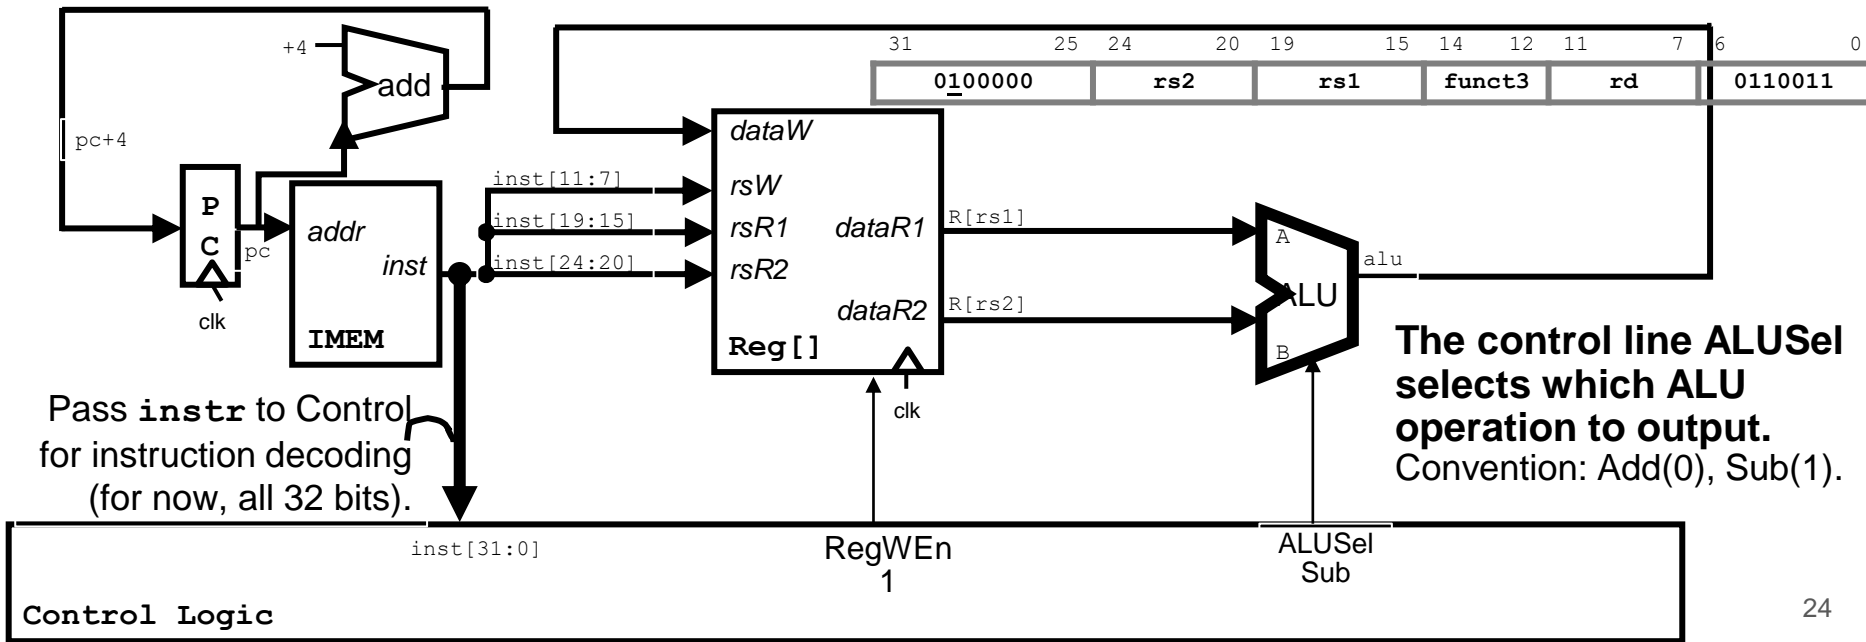 31 25 24 20 19 15 14 12 11 7 6 0
0100000 rs2 rs1 funct3 rd 0110011
+4
add
pc+4
P
C
pc
clk
addr
inst
IMEM
inst[11:7]
inst[19:15]
inst[24:20]
dataW
rsW
rsR1
rsR2
dataR1
dataR2
Reg[]
clk
R[rs1]
R[rs2]
A
ALU
B
alu
The control line ALUSel
selects which ALU
operation to output.
Convention: Add(0), Sub(1).
Pass instr to Control
for instruction decoding
(for now, all 32 bits).
inst[31:0]
RegWEn
1
ALUSel
Sub
Control Logic
24